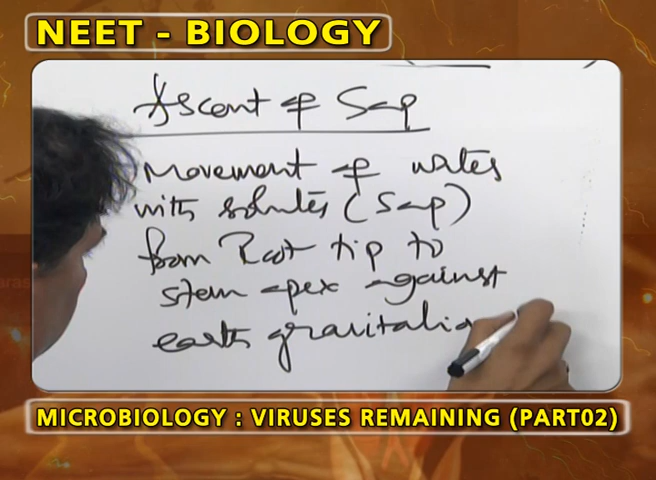 NEET - BIOLOGY
Ascent of Sap
Movement of water
with solutes (Sap)
from Root tip to
stem apex against
earth gravitatio
MICROBIOLOGY : VIRUSES REMAINING (PART02)